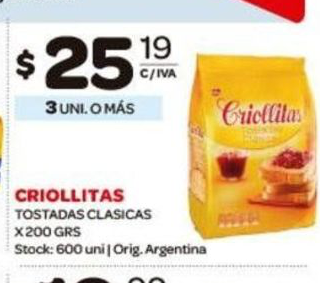 $ 25 19
C/IVA
3 UNI. O MÁS
Criollitas
CRIOLLITAS
TOSTADAS CLASICAS
X 200 GRS
Stock: 600 uni | Orig. Argentina